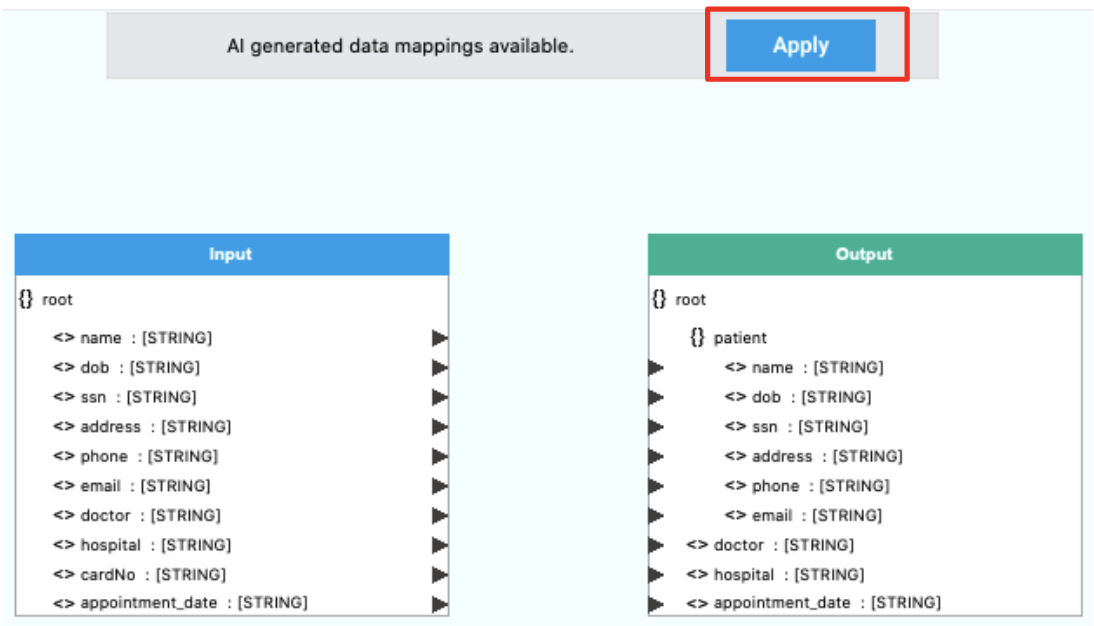 AI generated data mappings available.
Apply
Input
{} root
<> name : [STRING]
<> dob : [STRING]
<> ssn : [STRING]
<> address : [STRING]
<> phone : [STRING]
<> email : [STRING]
<> doctor : [STRING]
<> hospital : [STRING]
<> cardNo : [STRING]
<> appointment_date : [STRING]
Output
{} root
{} patient
<> name : [STRING]
<> dob : [STRING]
<> ssn : [STRING]
<> address : [STRING]
<> phone : [STRING]
<> email : [STRING]
<> doctor : [STRING]
<> hospital : [STRING]
<> appointment_date : [STRING]